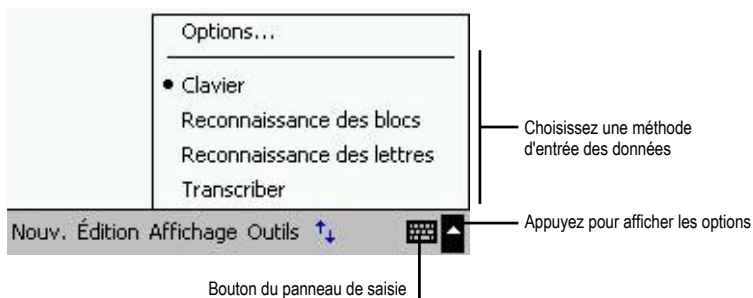 Options...
• Clavier
Reconnaissance des blocs
Reconnaissance des lettres
Transcriber
Choisissez une méthode
d'entrée des données
Nouv. Édition Affichage Outils
Appuyez pour afficher les options
Bouton du panneau de saisie